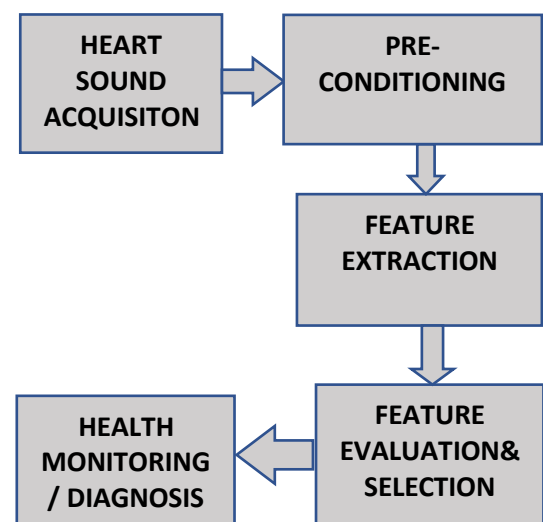 HEART
SOUND
ACQUISITON
PRE-
CONDITIONING
FEATURE
EXTRACTION
FEATURE
EVALUATION&
SELECTION
HEALTH
MONITORING
/ DIAGNOSIS